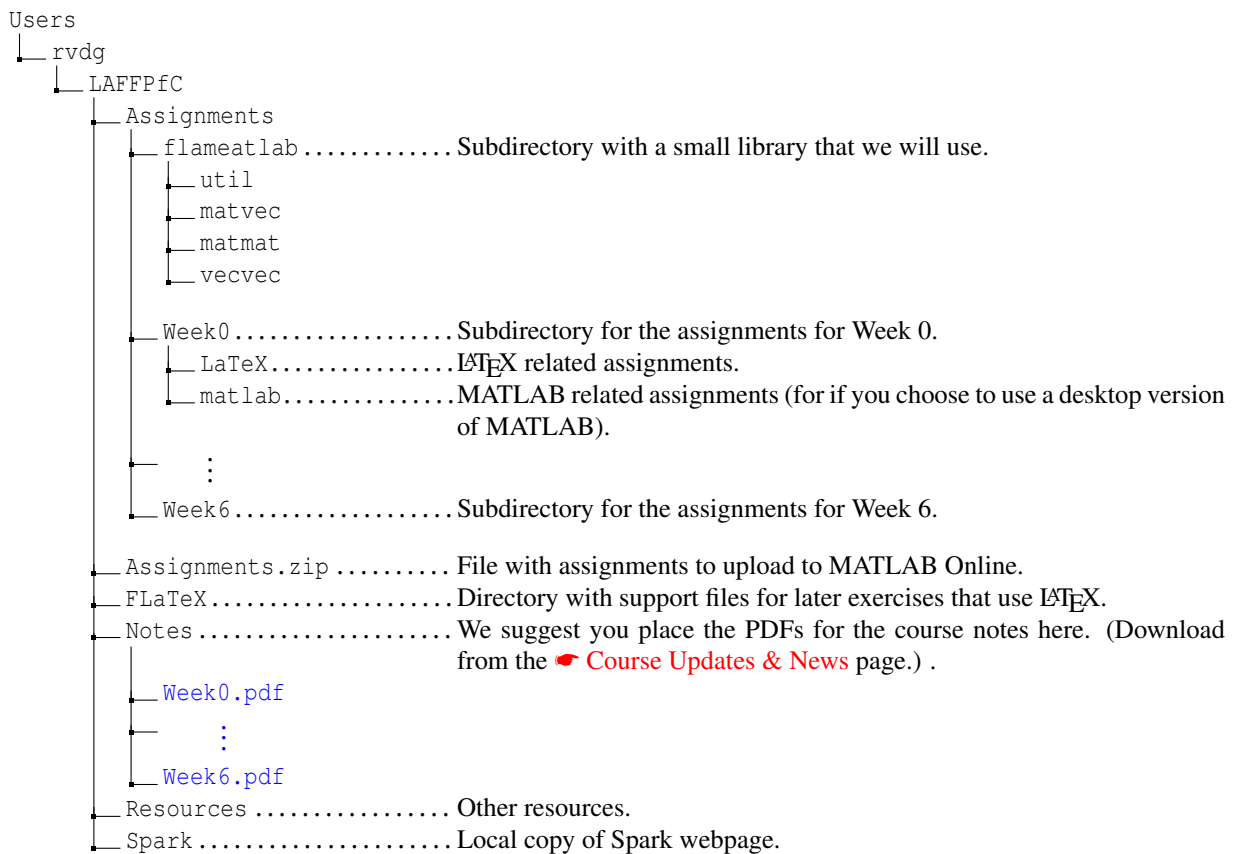 Users
rvdg
LAFFPfC
Assignments
flameatlab ............. Subdirectory with a small library that we will use.
util
matvec
matmat
vecvec
Week0 ................... Subdirectory for the assignments for Week 0.
LaTeX ................ LATEX related assignments.
matlab ............... MATLAB related assignments (for if you choose to use a desktop version
of MATLAB).
⋮
Week6 ................... Subdirectory for the assignments for Week 6.
Assignments.zip .......... File with assignments to upload to MATLAB Online.
FLaTeX ..................... Directory with support files for later exercises that use LATEX.
Notes ...................... We suggest you place the PDFs for the course notes here. (Download
from the ☛ Course Updates & News page.) .
Week0.pdf
⋮
Week6.pdf
Resources ................. Other resources.
Spark ...................... Local copy of Spark webpage.